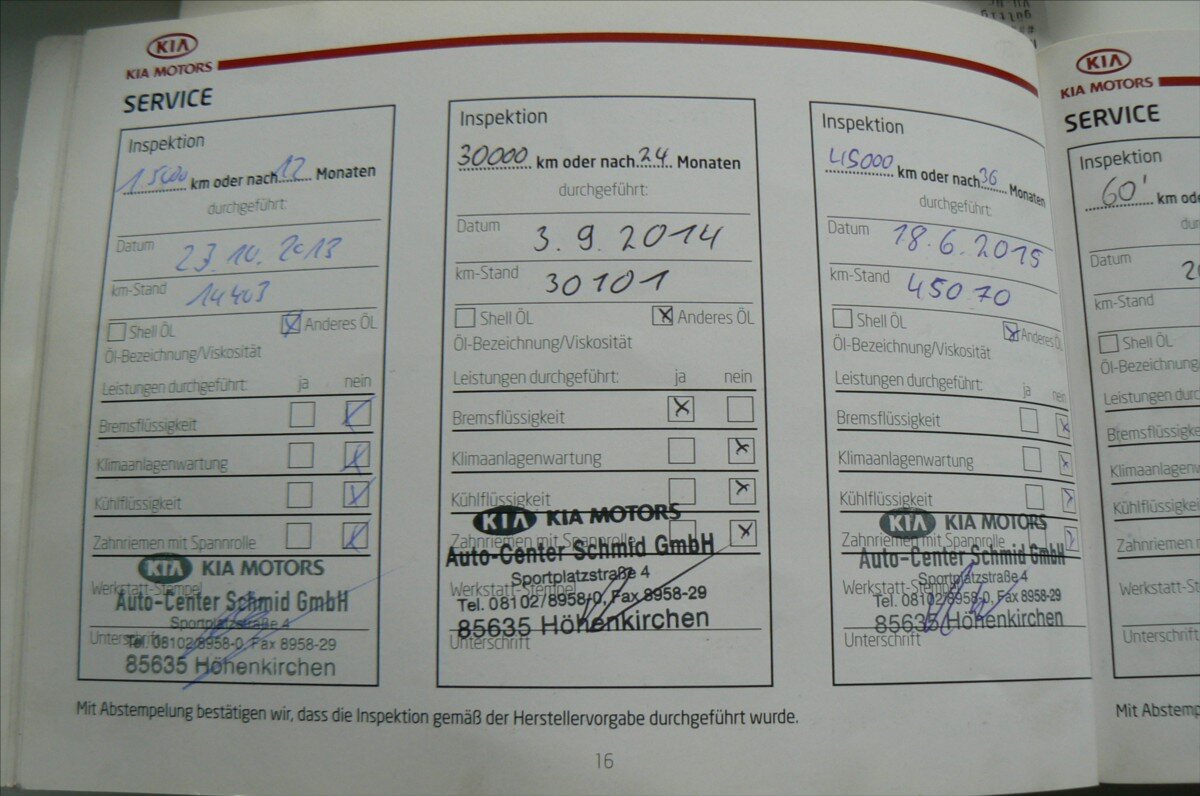 KIA
KIA MOTORS
SERVICE
Inspektion
15000 km oder nach 12 Monaten
durchgeführt:
Datum 23.10.2013
km-Stand 14403
Shell ÖL Anderes ÖL
Öl-Bezeichnung/Viskosität
Leistungen durchgeführt: ja nein
Bremsflüssigkeit
Klimaanlagenwartung
Kühlflüssigkeit
Zahnriemen mit Spannrolle
KIA KIA MOTORS
Werkstatt-Stempel
Auto-Center Schmid GmbH
Sportplatzstraße 4
Unterschrift
Tel. 08102/8958-0, Fax 8958-29
85635 Höhenkirchen
Inspektion
30000 km oder nach 24 Monaten
durchgeführt:
Datum 3.9.2014
km-Stand 30101
Shell ÖL Anderes ÖL
Öl-Bezeichnung/Viskosität
Leistungen durchgeführt: ja nein
Bremsflüssigkeit
Klimaanlagenwartung
Kühlflüssigkeit
KIA KIA MOTORS
Zahnriemen mit Spannrolle
Auto-Center Schmid GmbH
Sportplatzstraße 4
Werkstatt-Stempel
Tel. 08102/8958-0, Fax 8958-29
85635 Höhenkirchen
Unterschrift
Inspektion
45000 km oder nach 36 Monaten
durchgeführt:
Datum 18.6.2015
km-Stand 45070
Shell ÖL Anderes ÖL
Öl-Bezeichnung/Viskosität
Leistungen durchgeführt: ja
Bremsflüssigkeit
Klimaanlagenwartung
Kühlflüssigkeit
KIA KIA MOTORS
Zahnriemen mit Spannrolle
Auto-Center Schmid GmbH
Sportplatzstraße 4
Werkstatt-Stempel
Tel. 08102/8958-0, Fax 8958-29
85635 Höhenkirchen
Unterschrift
Mit Abstempelung bestätigen wir, dass die Inspektion gemäß der Herstellervorgabe durchgeführt wurde.
16
KIA
KIA MOTORS
SERVICE
Inspektion
60' km
Datum
km-Stand
Shell ÖL
Öl-Bezeichnung
Leistungen
Bremsflüssigkeit
Klimaanlagenwa
Kühlflüssigkeit
Zahnriemen mit
Werkstatt-Stempel
Unterschrift
Mit Abstemp